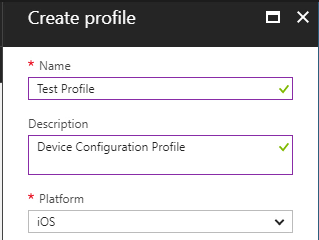 Create profile
* Name
Test Profile
Description
Device Configuration Profile
* Platform
iOS